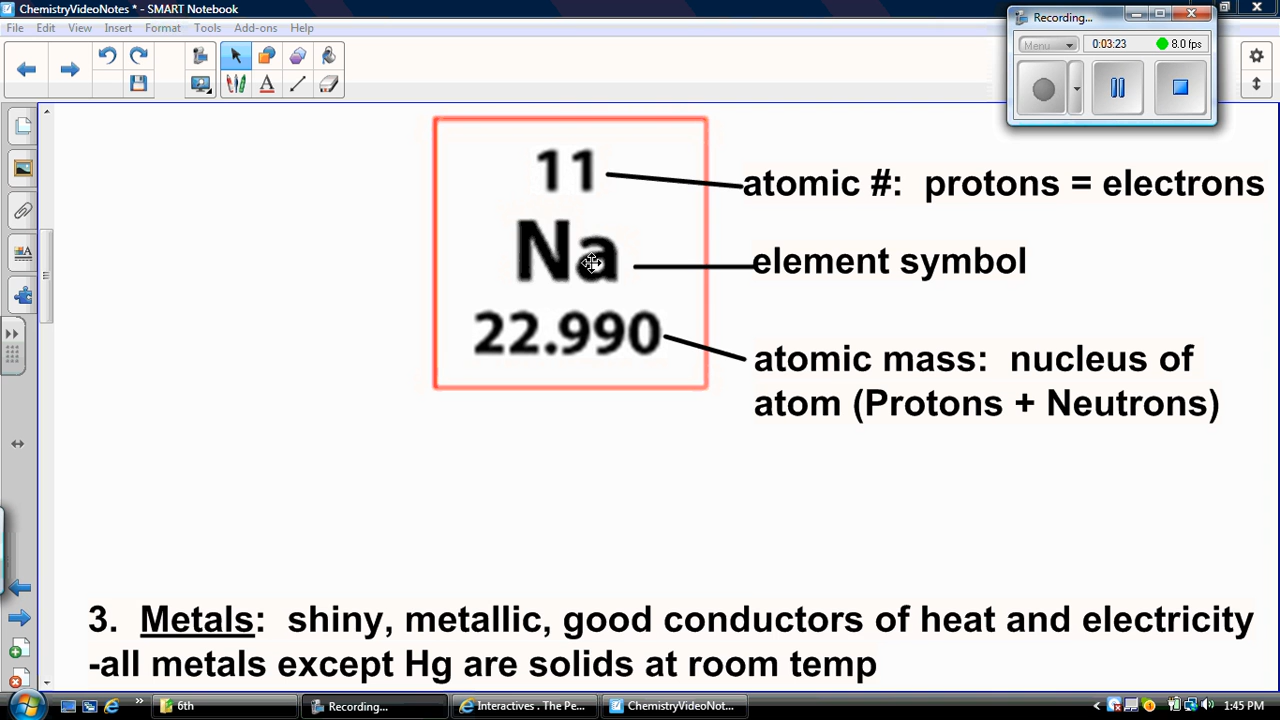 ChemistryVideoNotes * - SMART Notebook
Recording...
File Edit View Insert Format Tools Add-ons Help
Menu 00:03:23 8.0 fps
11
atomic #: protons = electrons
Na
element symbol
22.990
atomic mass: nucleus of
atom (Protons + Neutrons)
3. Metals: shiny, metallic, good conductors of heat and electricity
-all metals except Hg are solids at room temp
6th Recording... Interactives . The Pe... ChemistryVideoNot... 1:45 PM